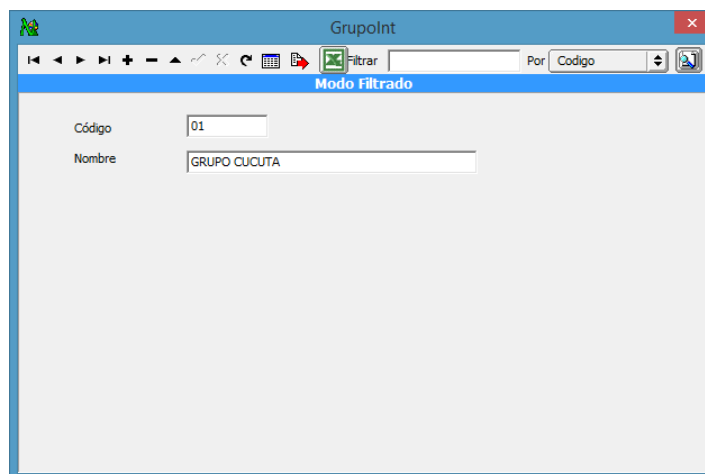 GrupoInt
Filtrar Por Codigo
Modo Filtrado
Código 01
Nombre GRUPO CUCUTA